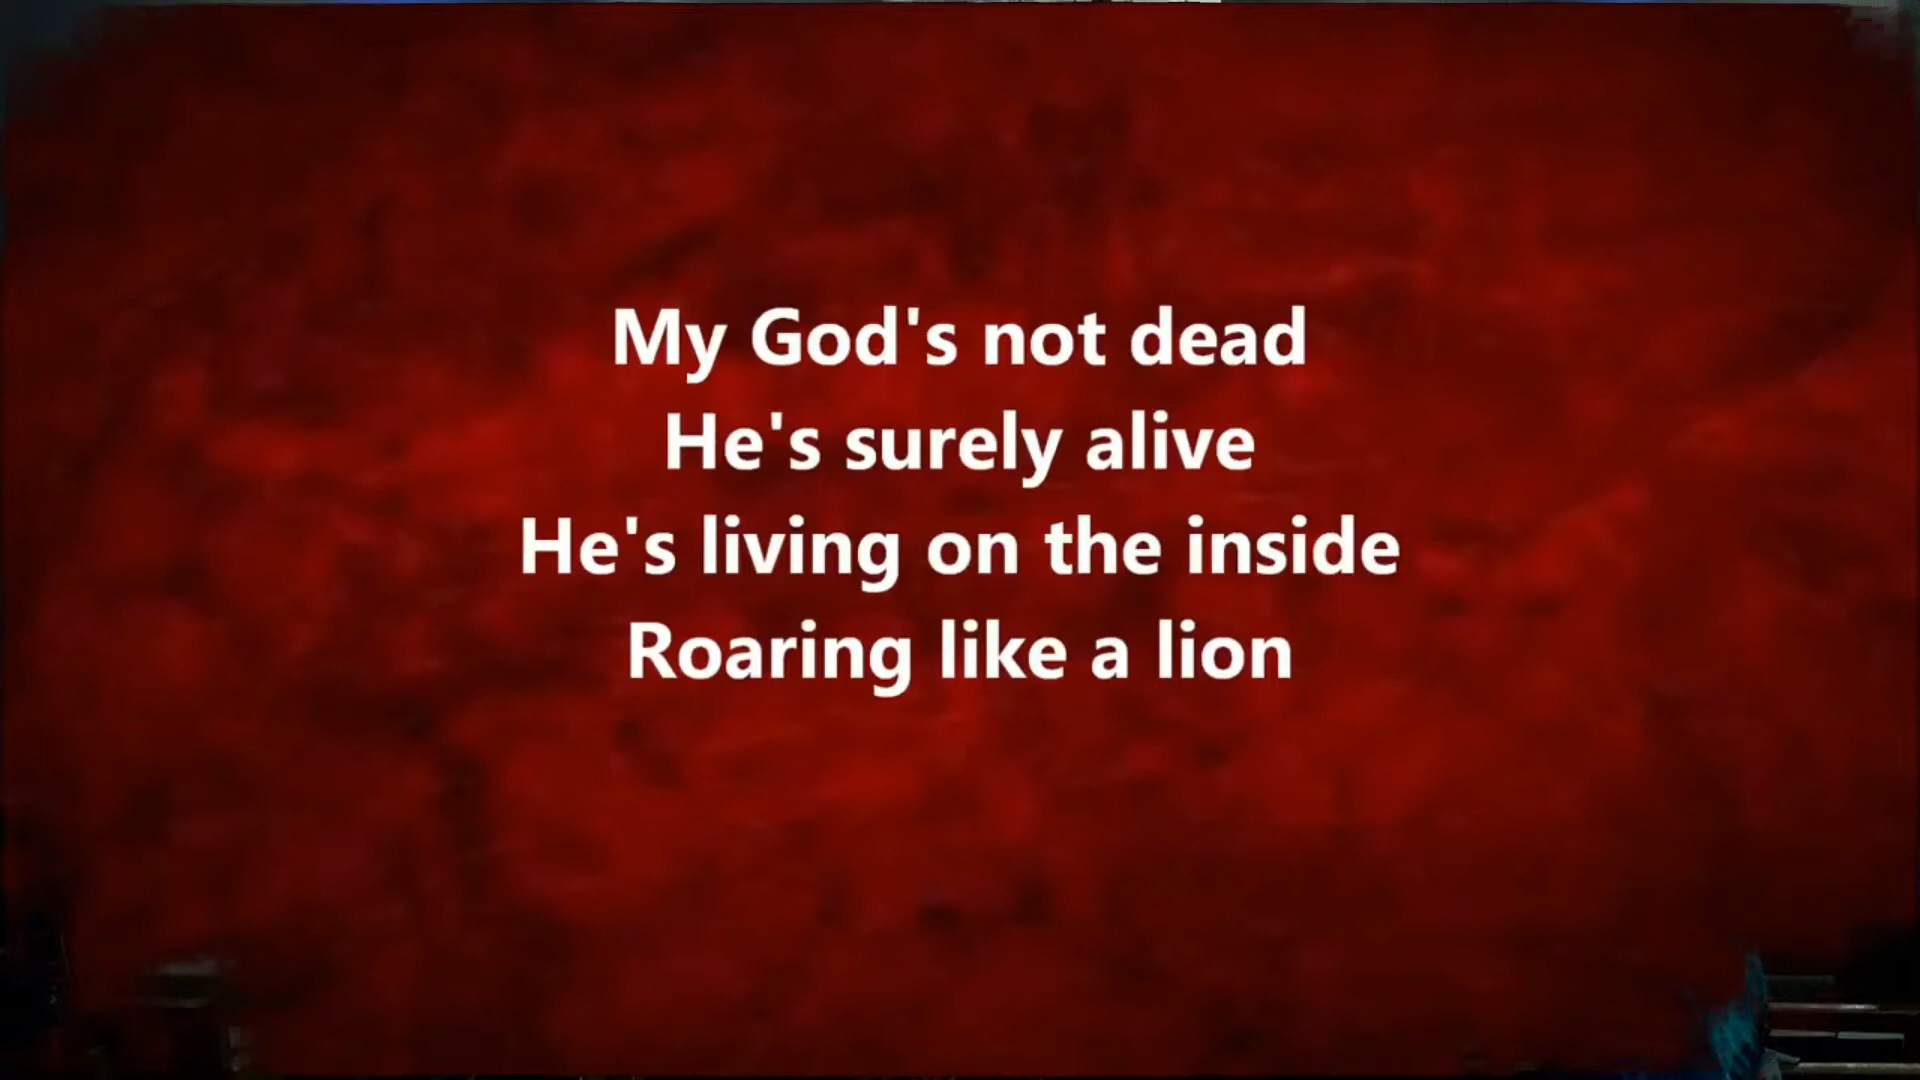 My God's not dead
He's surely alive
He's living on the inside
Roaring like a lion